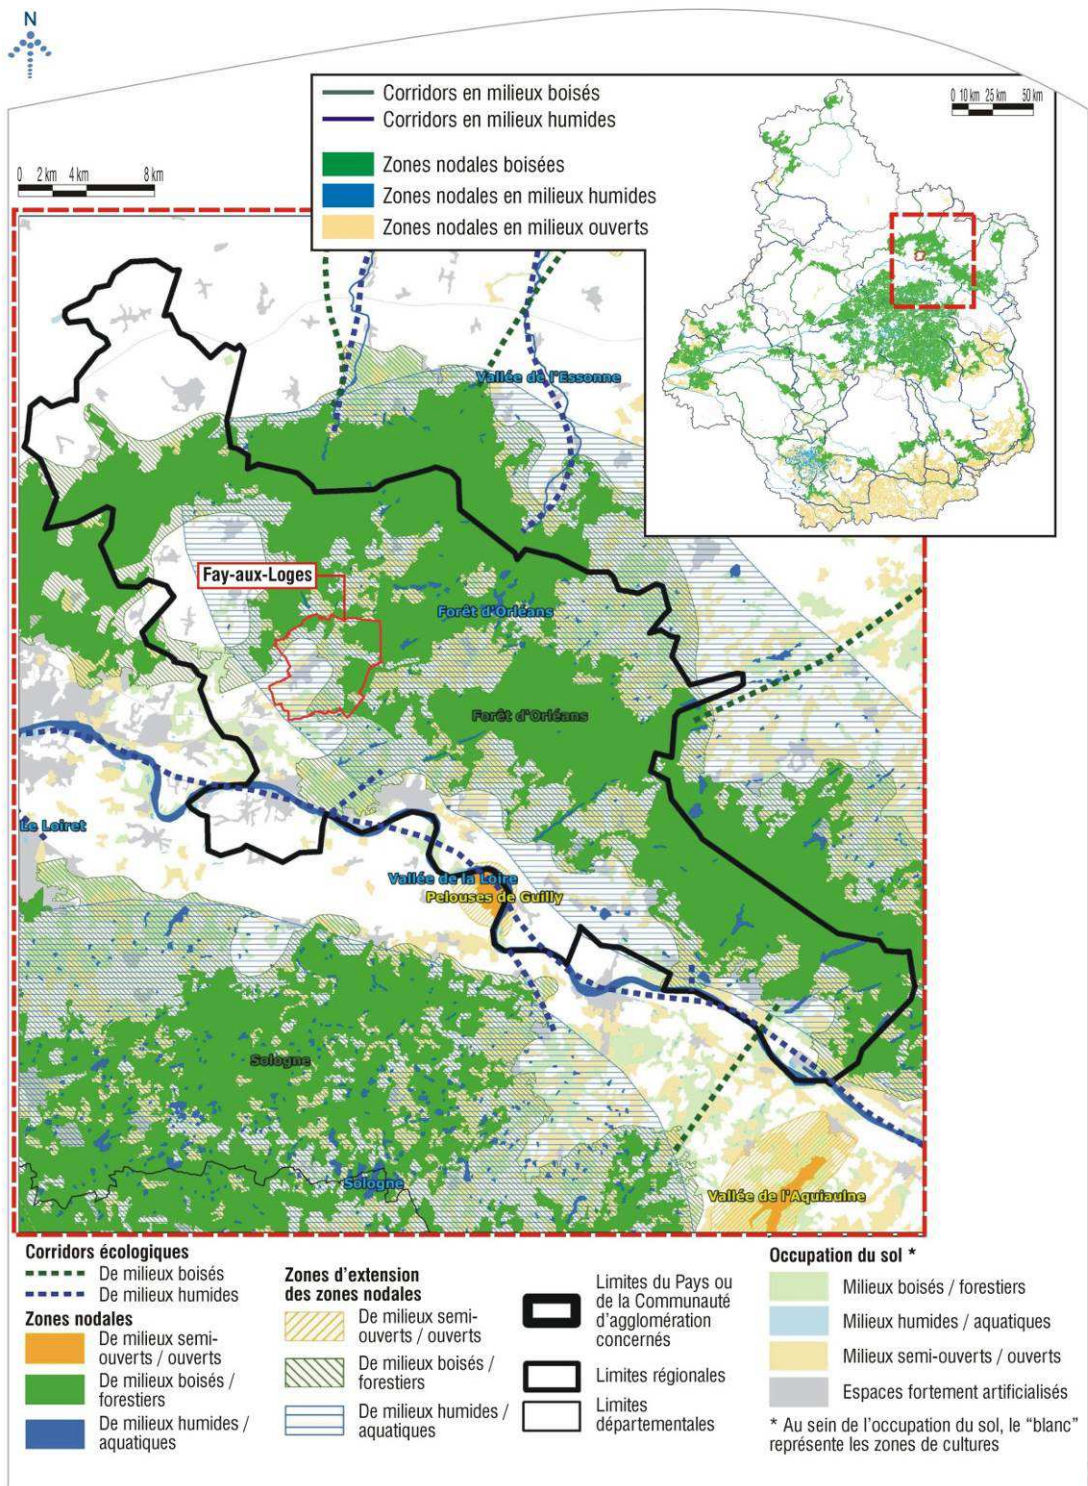 N
Corridors en milieux boisés
Corridors en milieux humides
Zones nodales boisées
Zones nodales en milieux humides
Zones nodales en milieux ouverts
0 10 km 25 km 50 km
0 2 km 4 km 8 km
Vallée de l'Essonne
Fay-aux-Loges
Forêt d'Orléans
Forêt d'Orléans
Le Loiret
Vallée de la Loire
Pelouses de Guilly
Sologne
Sologne
Vallée de l'Aquiaulne
Corridors écologiques
De milieux boisés
De milieux humides
Zones nodales
De milieux semi-
ouverts / ouverts
De milieux boisés /
forestiers
De milieux humides /
aquatiques
Zones d'extension
des zones nodales
De milieux semi-
ouverts / ouverts
De milieux boisés /
forestiers
De milieux humides /
aquatiques
Limites du Pays ou
de la Communauté
d'agglomération
concernés
Limites régionales
Limites
départementales
Occupation du sol *
Milieux boisés / forestiers
Milieux humides / aquatiques
Milieux semi-ouverts / ouverts
Espaces fortement artificialisés
* Au sein de l'occupation du sol, le "blanc"
représente les zones de cultures